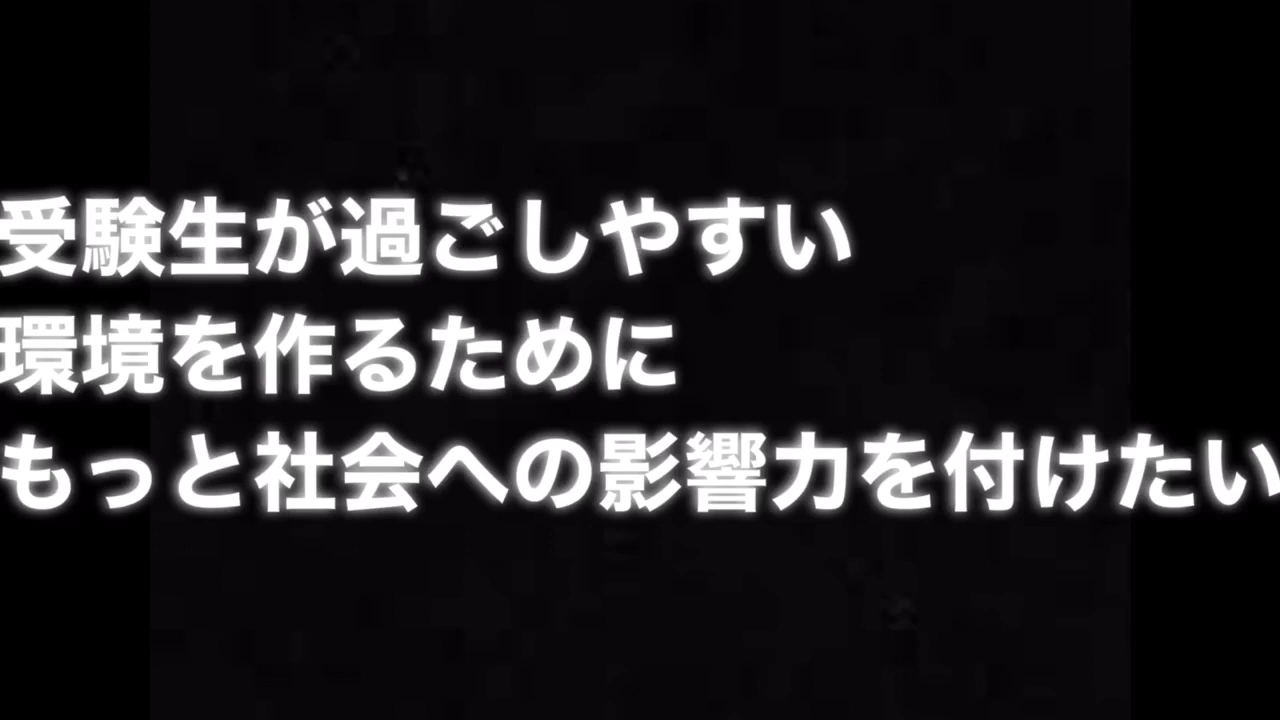 受験生が過ごしやすい
環境を作るために
もっと社会への影響力を付けたい